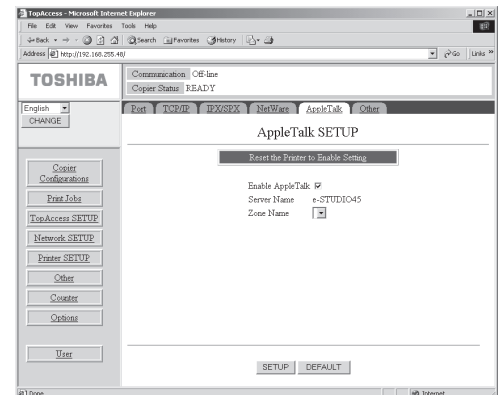 TopAccess - Microsoft Internet Explorer
File Edit View Favorites Tools Help
Back Search Favorites History
Address http://192.168.255.48/ Go Links »
TOSHIBA
Communication Off-line
Copier Status READY
English
CHANGE
Port TCP/IP IPX/SPX NetWare AppleTalk Other
AppleTalk SETUP
Reset the Printer to Enable Setting
Enable AppleTalk
Server Name e-STUDIO45
Zone Name
Copier
Configurations
Print Jobs
TopAccess SETUP
Network SETUP
Printer SETUP
Other
Counter
Options
User
SETUP DEFAULT
Done Internet